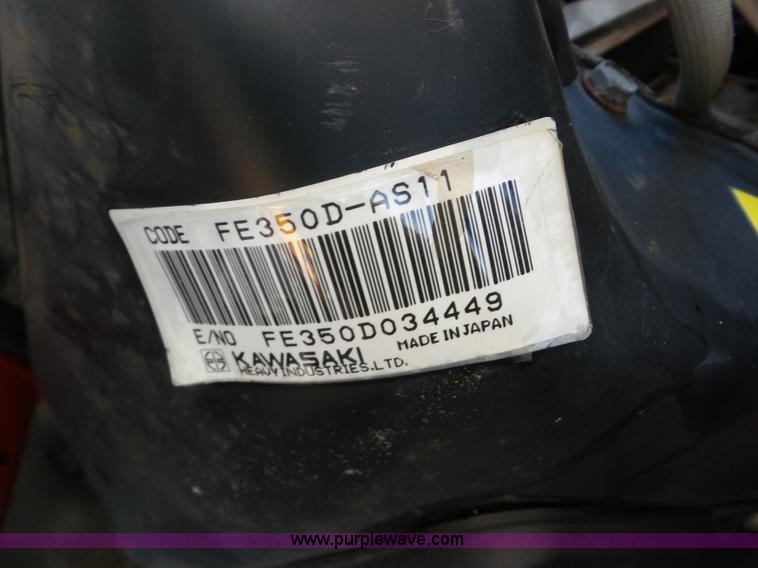 CODE FE350D-AS11
E/NO FE350D034449
KAWASAKI MADE IN JAPAN
HEAVY INDUSTRIES, LTD.
www.purplewave.com